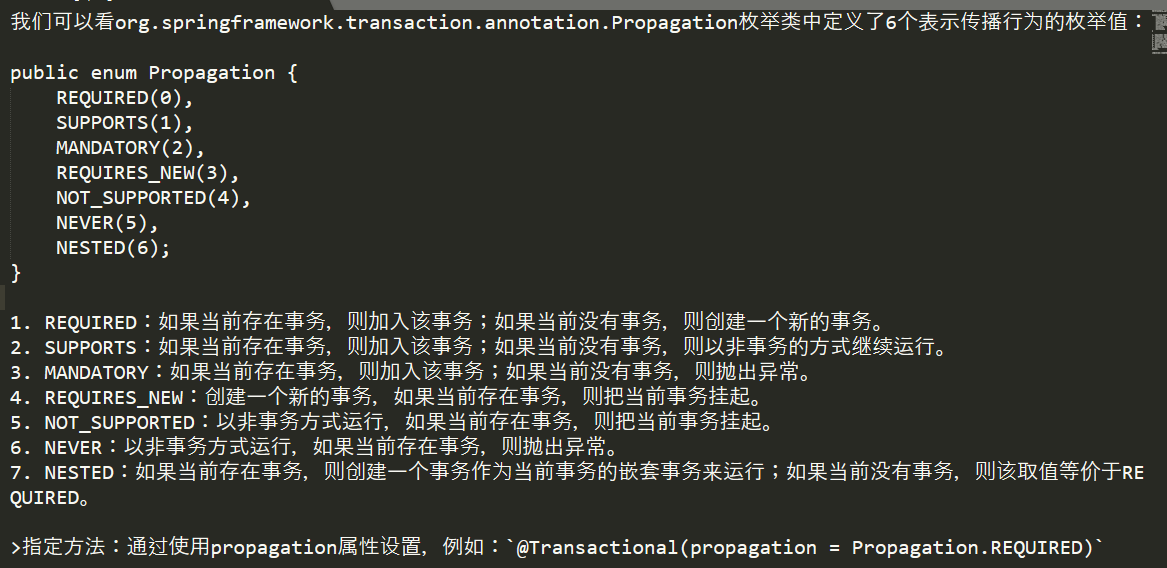 我们可以看org.springframework.transaction.annotation.Propagation枚举类中定义了6个表示传播行为的枚举值：
public enum Propagation {
    REQUIRED(0),
    SUPPORTS(1),
    MANDATORY(2),
    REQUIRES_NEW(3),
    NOT_SUPPORTED(4),
    NEVER(5),
    NESTED(6);
}
1. REQUIRED：如果当前存在事务，则加入该事务；如果当前没有事务，则创建一个新的事务。
2. SUPPORTS：如果当前存在事务，则加入该事务；如果当前没有事务，则以非事务的方式继续运行。
3. MANDATORY：如果当前存在事务，则加入该事务；如果当前没有事务，则抛出异常。
4. REQUIRES_NEW：创建一个新的事务，如果当前存在事务，则把当前事务挂起。
5. NOT_SUPPORTED：以非事务方式运行，如果当前存在事务，则把当前事务挂起。
6. NEVER：以非事务方式运行，如果当前存在事务，则抛出异常。
7. NESTED：如果当前存在事务，则创建一个事务作为当前事务的嵌套事务来运行；如果当前没有事务，则该取值等价于RE
QUIRED。
>指定方法：通过使用propagation属性设置，例如：`@Transactional(propagation = Propagation.REQUIRED)`